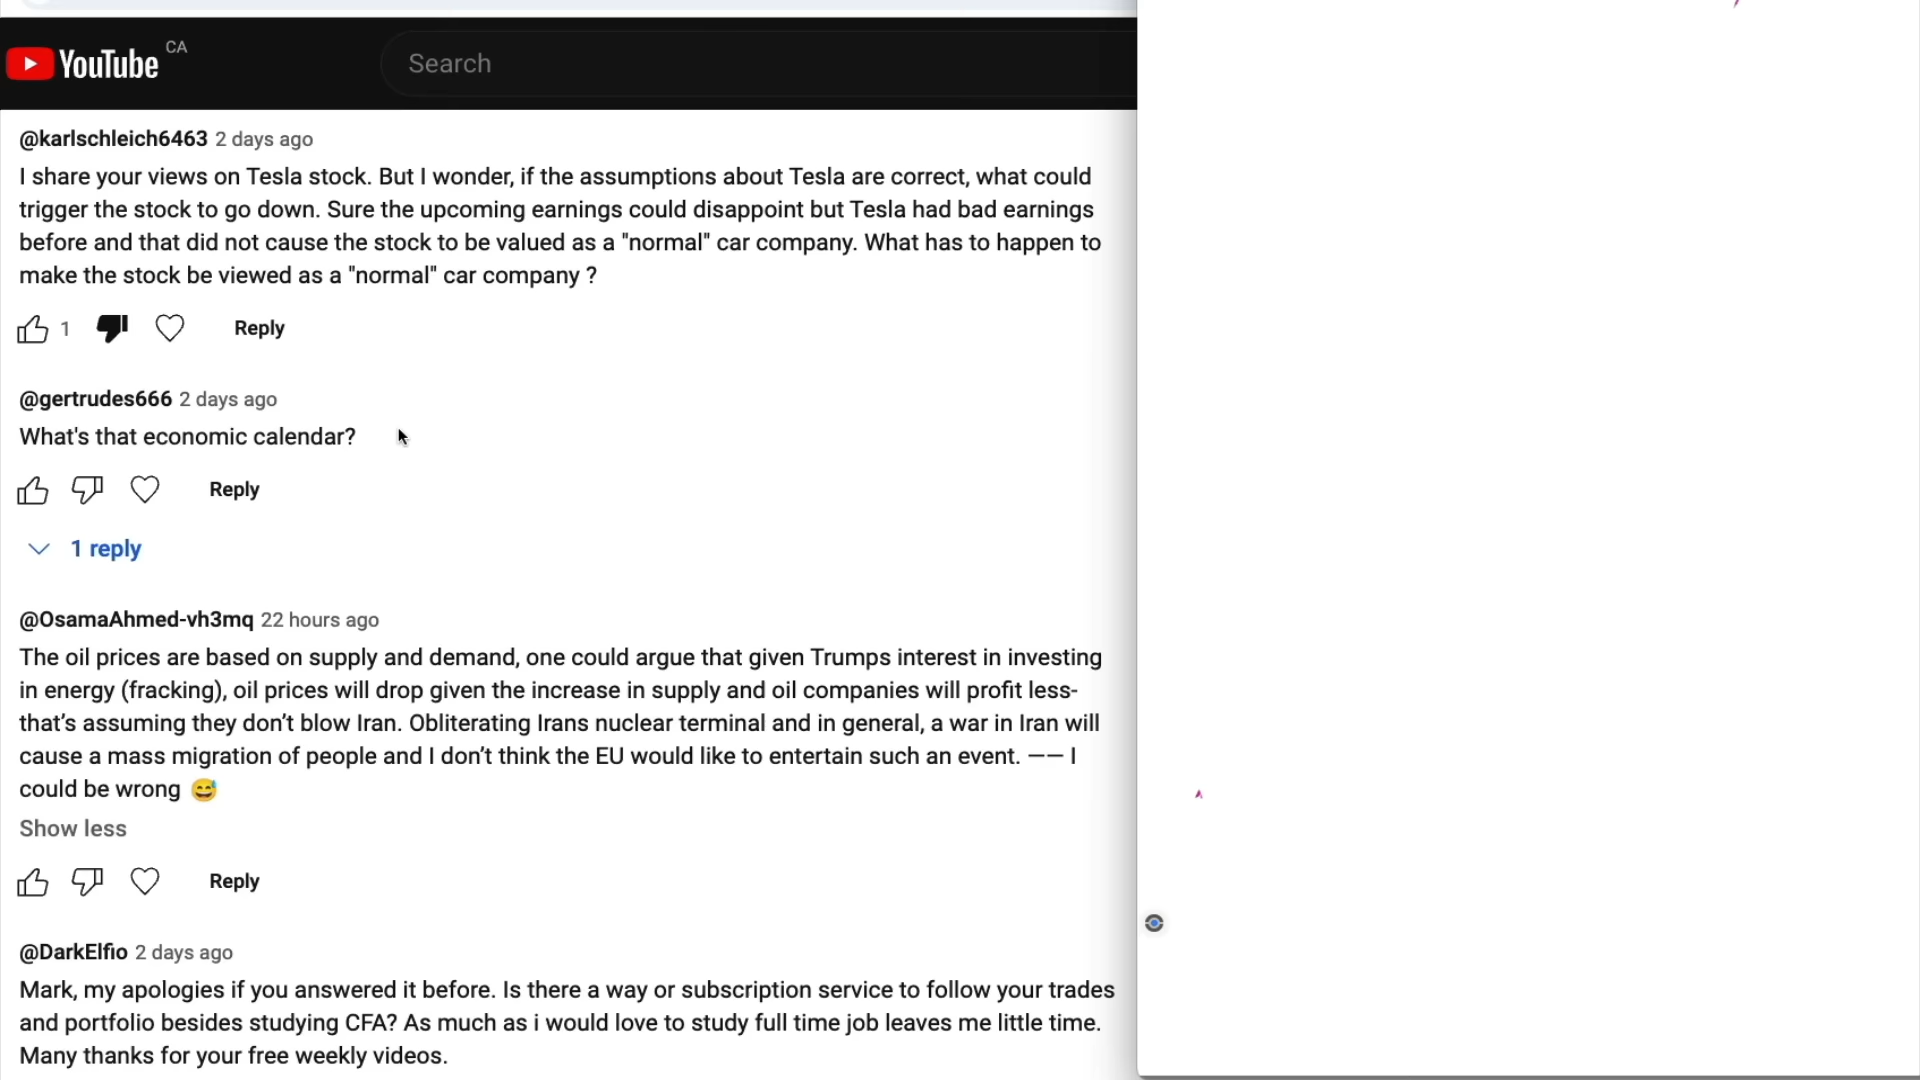 YouTube CA
Search
@karlschleich6463 2 days ago
I share your views on Tesla stock. But I wonder, if the assumptions about Tesla are correct, what could
trigger the stock to go down. Sure the upcoming earnings could disappoint but Tesla had bad earnings
before and that did not cause the stock to be valued as a "normal" car company. What has to happen to
make the stock be viewed as a "normal" car company ?
1 Reply
@gertrudes666 2 days ago
What's that economic calendar?
Reply
1 reply
@OsamaAhmed-vh3mq 22 hours ago
The oil prices are based on supply and demand, one could argue that given Trumps interest in investing
in energy (fracking), oil prices will drop given the increase in supply and oil companies will profit less-
that’s assuming they don’t blow Iran. Obliterating Irans nuclear terminal and in general, a war in Iran will
cause a mass migration of people and I don’t think the EU would like to entertain such an event. —— I
could be wrong 😅
Show less
Reply
@DarkElfio 2 days ago
Mark, my apologies if you answered it before. Is there a way or subscription service to follow your trades
and portfolio besides studying CFA? As much as i would love to study full time job leaves me little time.
Many thanks for your free weekly videos.